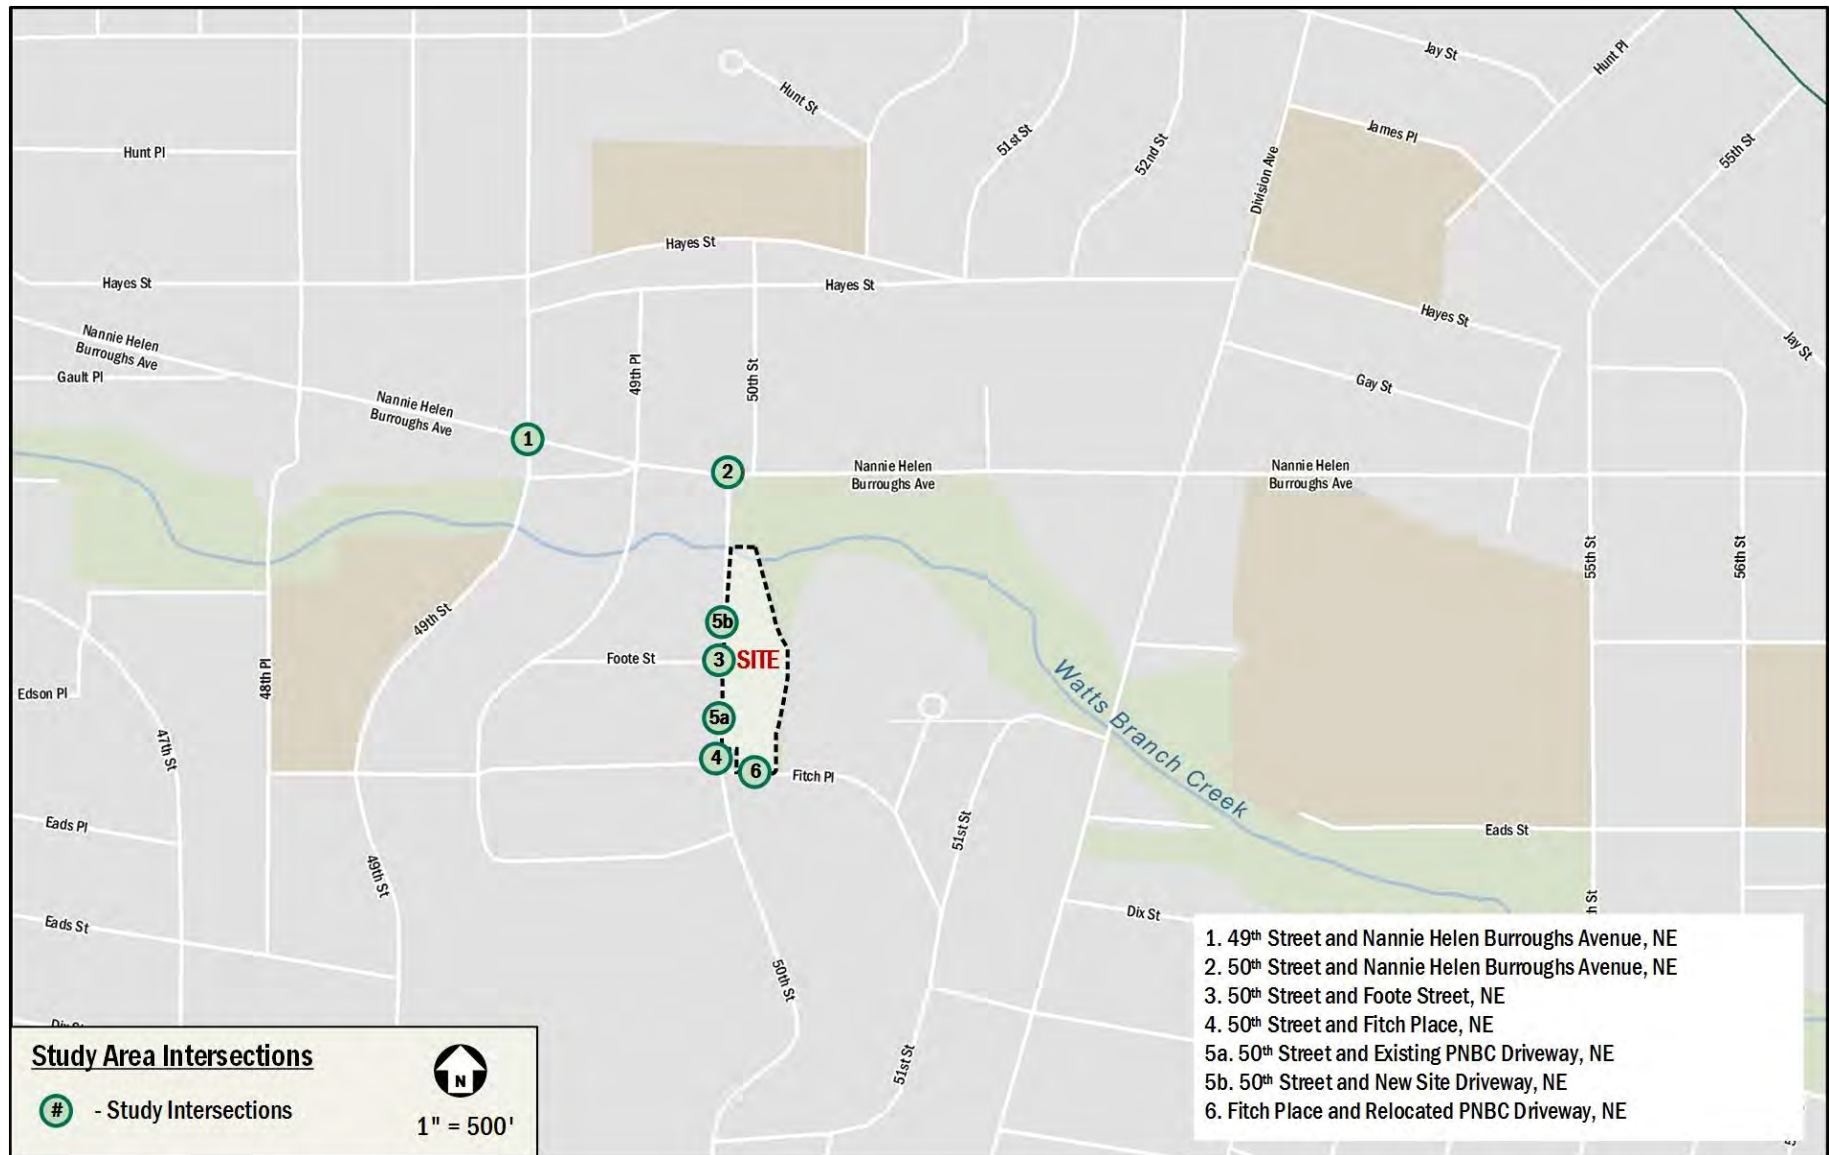 Jay St
Hunt Pl
Hunt St
James Pl
51st St
52nd St
55th St
Hunt Pl
Division Ave
Hayes St
Hayes St
Hayes St
Hayes St
Nannie Helen
Burroughs Ave
Jay St
Gault Pl
49th Pl
50th St
Gay St
Nannie Helen
Burroughs Ave
1
2
Nannie Helen
Burroughs Ave
Nannie Helen
Burroughs Ave
55th St
56th St
49th St
5b
Foote St
3
SITE
48th Pl
Edson Pl
Watts Branch Creek
5a
47th St
4
6
Fitch Pl
Eads Pl
51st St
Eads St
49th St
Eads St
Dix St
50th St
51st St
1. 49th Street and Nannie Helen Burroughs Avenue, NE
2. 50th Street and Nannie Helen Burroughs Avenue, NE
3. 50th Street and Foote Street, NE
4. 50th Street and Fitch Place, NE
5a. 50th Street and Existing PNBC Driveway, NE
5b. 50th Street and New Site Driveway, NE
6. Fitch Place and Relocated PNBC Driveway, NE
Study Area Intersections
N
# - Study Intersections
1" = 500'